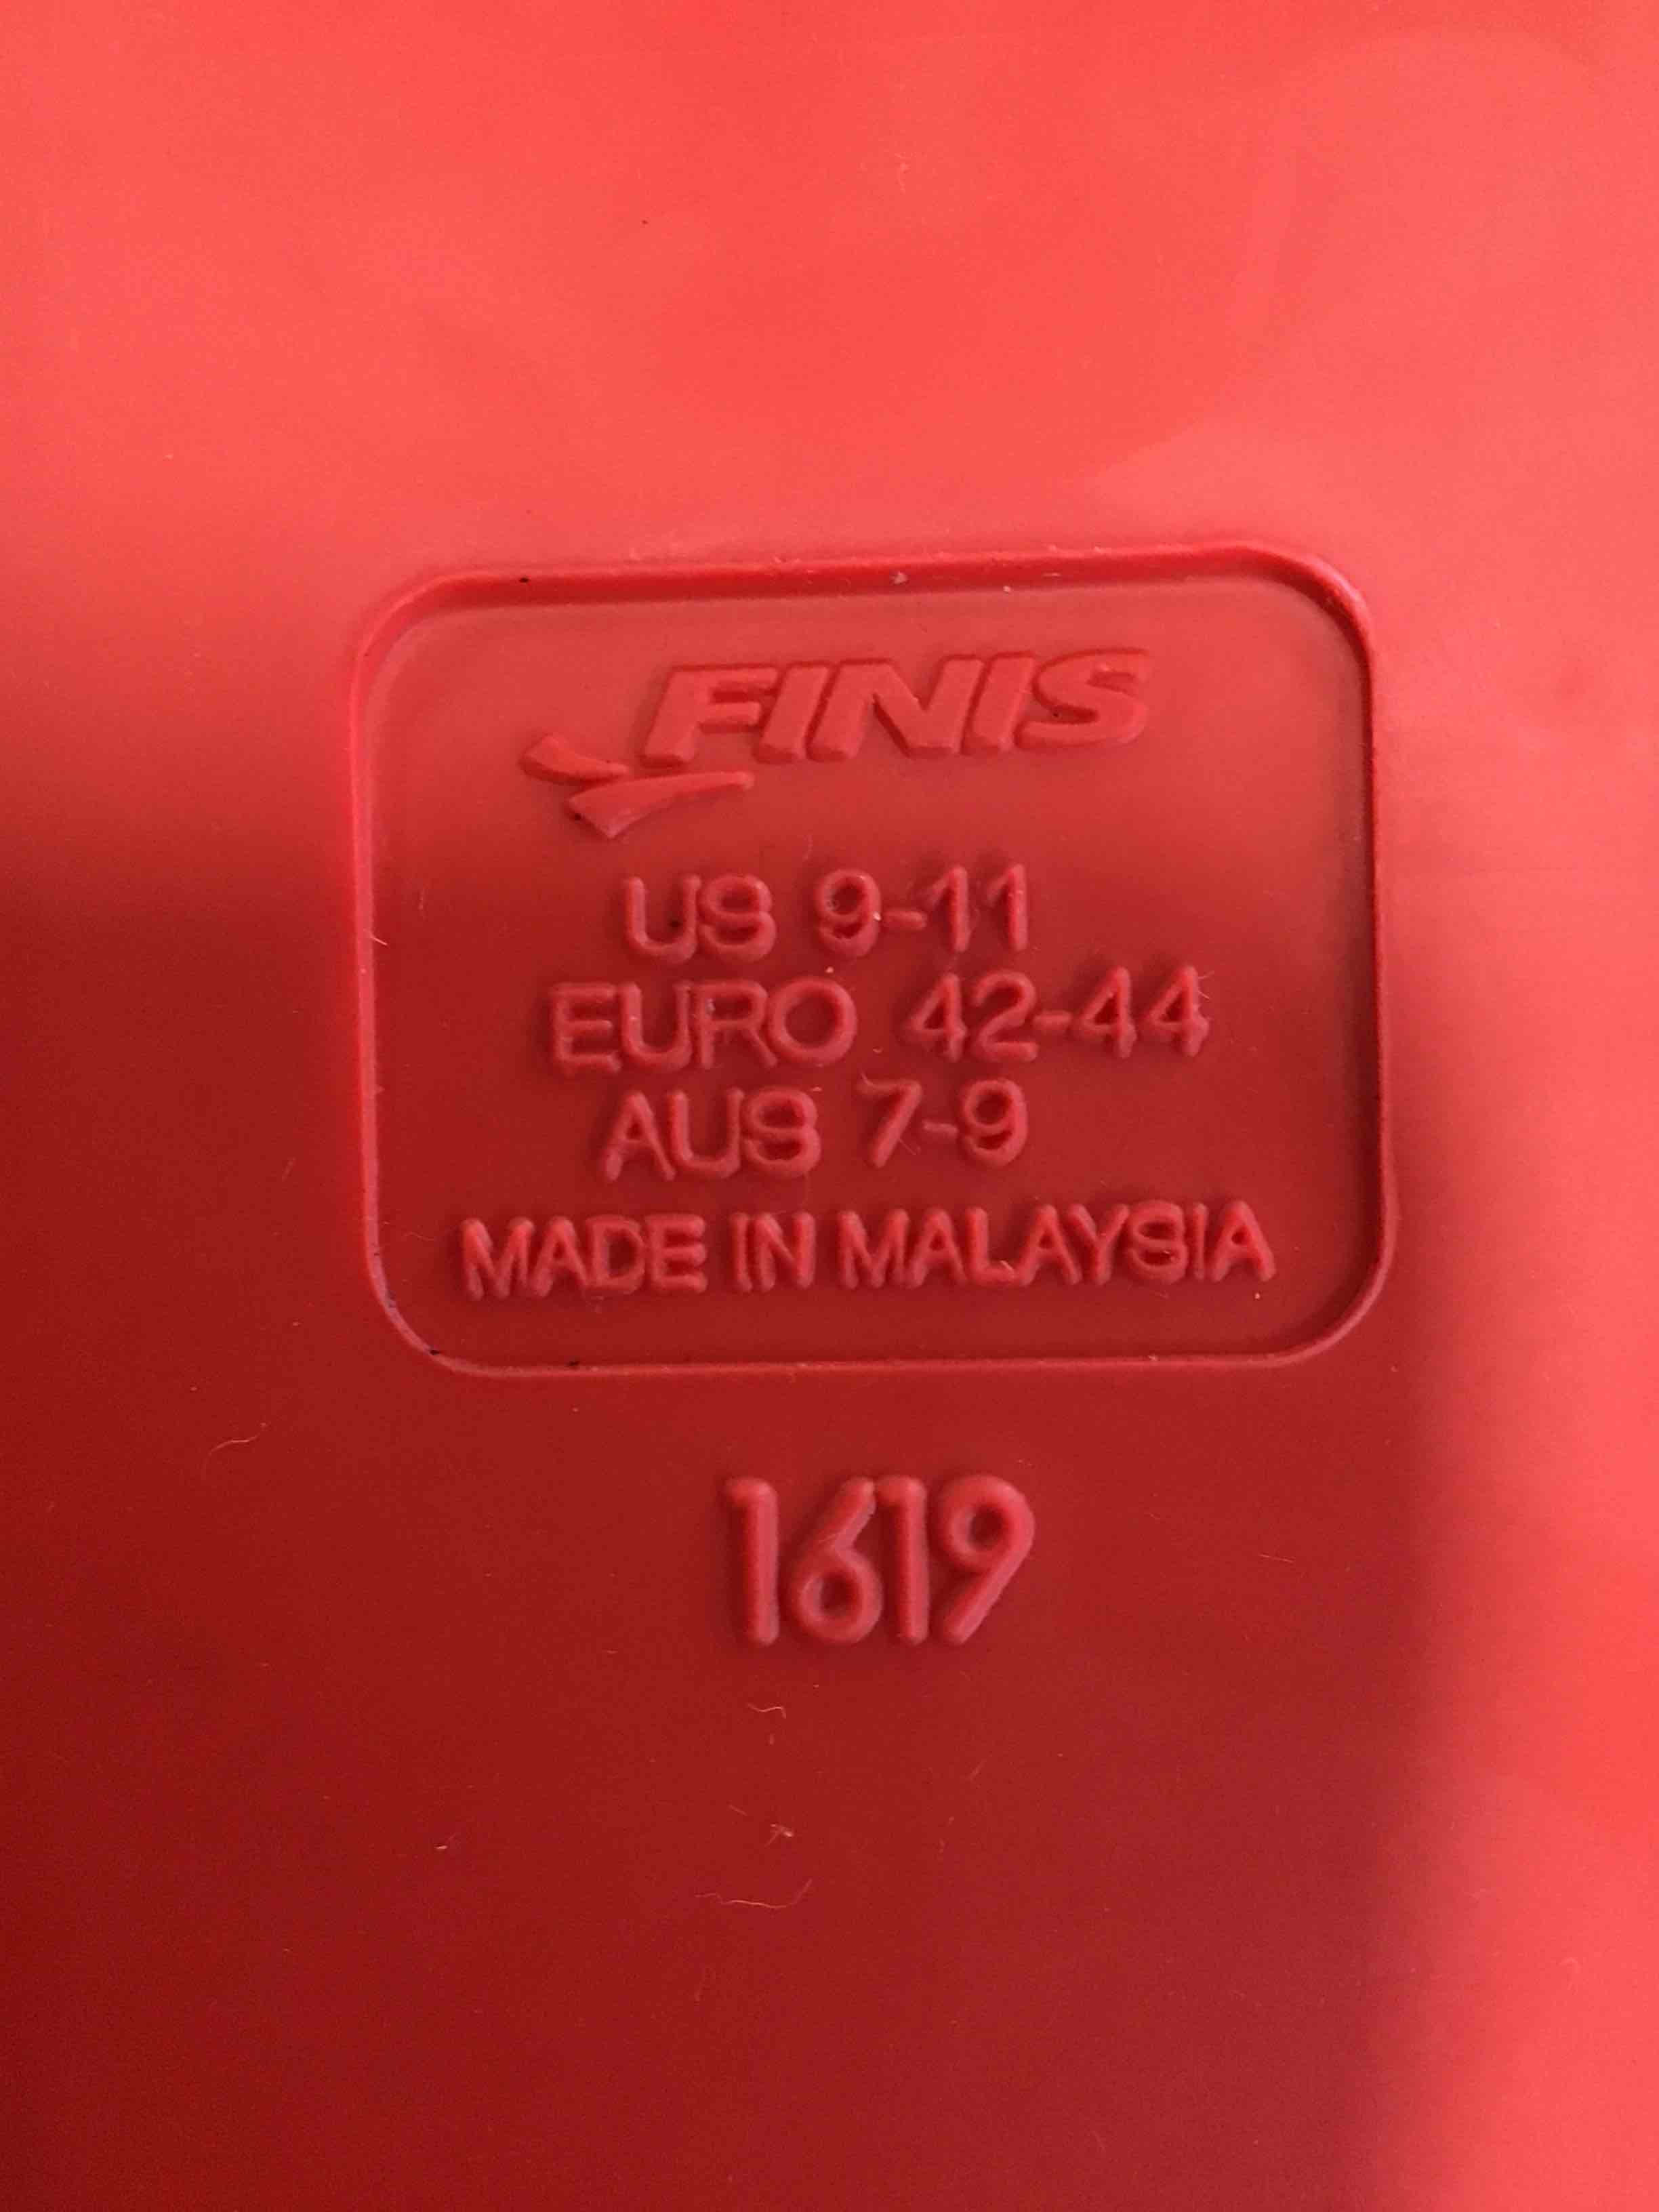 FINIS
US 9-11
EURO 42-44
AUS 7-9
MADE IN MALAYSIA
1619